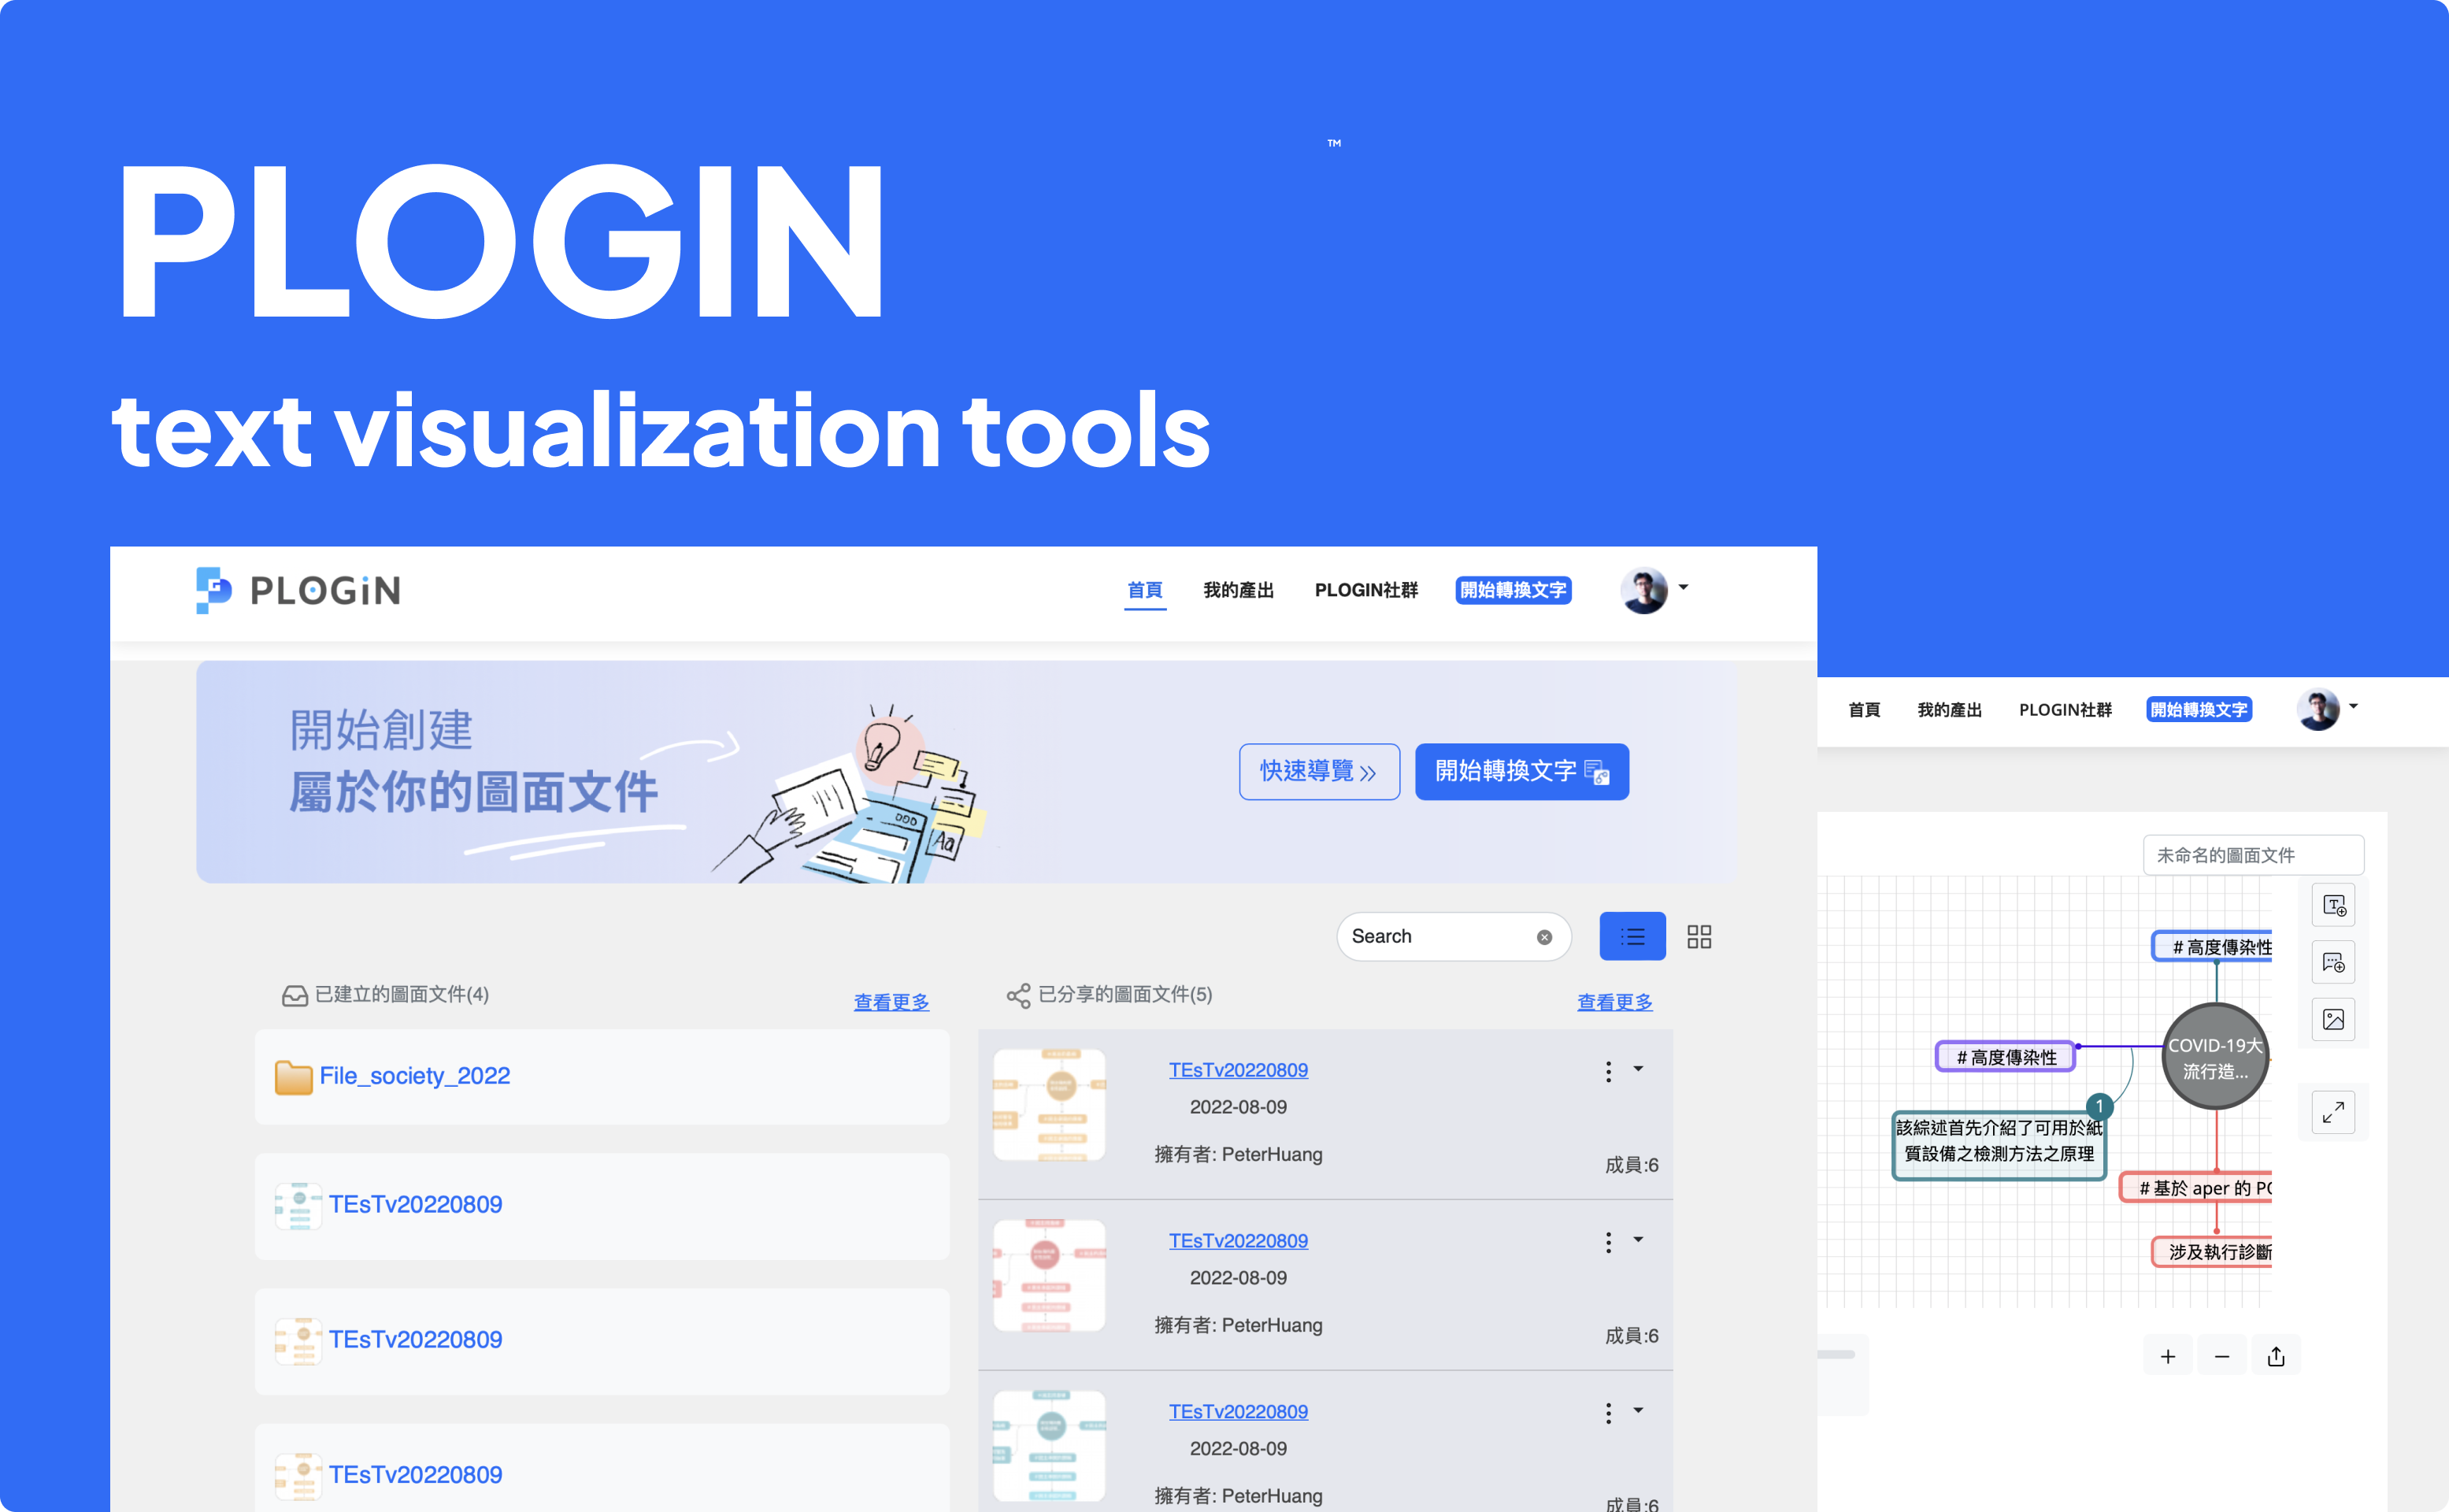 PLOGIN
™
text visualization tools
PLOGiN
首頁 我的產出 PLOGIN社群 開始轉換文字
開始創建
屬於你的圖面文件
Aa
快速導覽
開始轉換文字
Search
已建立的圖面文件(4)
查看更多
File_society_2022
TEsTv20220809
TEsTv20220809
TEsTv20220809
已分享的圖面文件(5)
查看更多
TEsTv20220809
2022-08-09
擁有者: PeterHuang
成員:6
TEsTv20220809
2022-08-09
擁有者: PeterHuang
成員:6
TEsTv20220809
2022-08-09
擁有者: PeterHuang
成員:6
首頁 我的產出 PLOGIN社群 開始轉換文字
未命名的圖面文件
# 高度傳染性
COVID-19大
流行造...
# 高度傳染性
1
該綜述首先介紹了可用於紙
質設備之檢測方法之原理
# 基於 aper 的 PO
涉及執行診斷